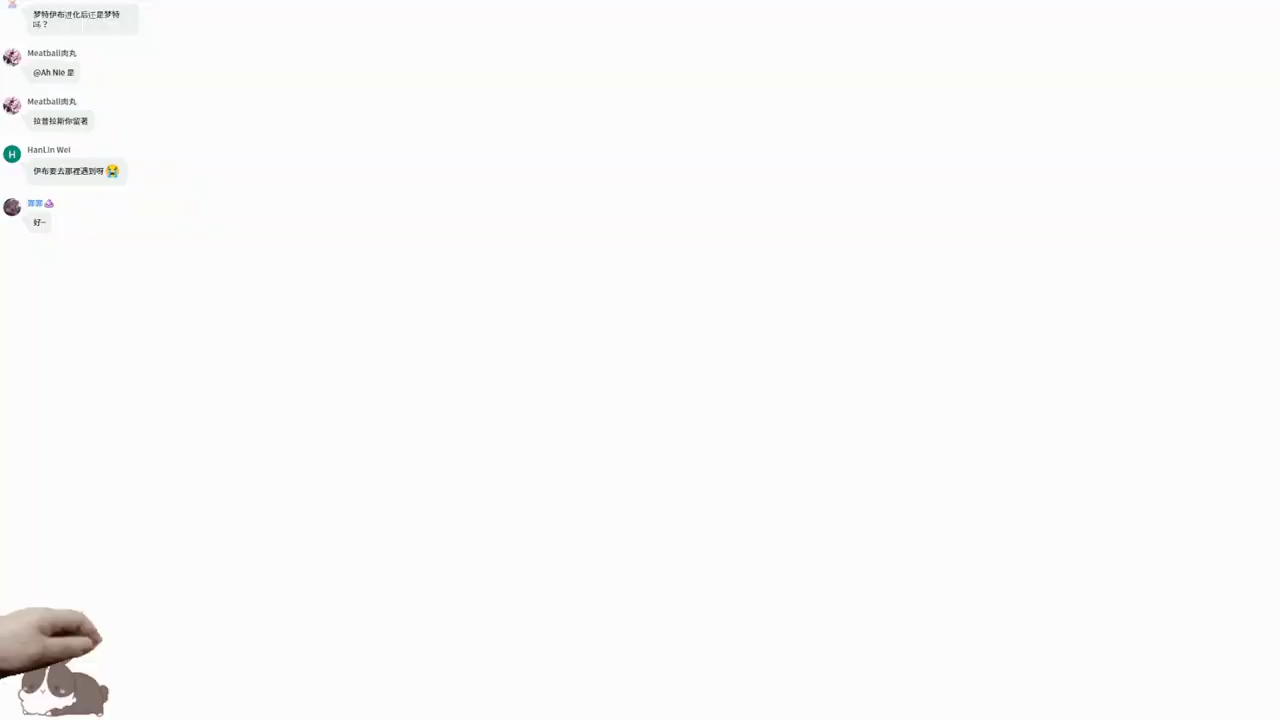 梦特伊布进化后还是梦特
吗？
Meatball肉丸
@Ah Nie 是
Meatball肉丸
拉普拉斯你留著
H
HanLin Wei
伊布要去那裡遇到呀😭
好~